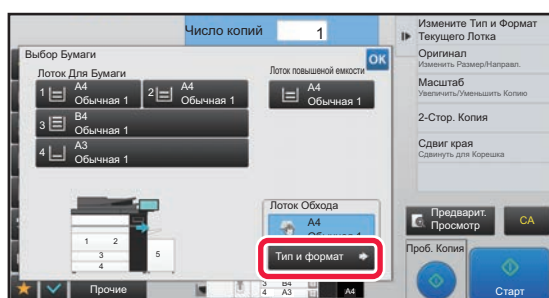 Число копий 1
Выбор Бумаги
OK
Лоток Для Бумаги
Лоток повышеной емкости
1 A4
Обычная 1
2 A4
Обычная 1
A4
Обычная 1
3 B4
Обычная 1
4 A3
Обычная 1
Лоток Обхода
A4
Тип и формат
1 2
3
4
5
Прочие
3 B4
4 A3
A4
Измените Тип и Формат
Текущего Лотка
Оригинал
Изменить Размер/Направл.
Масштаб
Увеличить/Уменьшить Копию
2-Стор. Копия
Сдвиг края
Сдвинуть для Корешка
Предварит.
Просмотр
CA
Проб. Копия
Старт